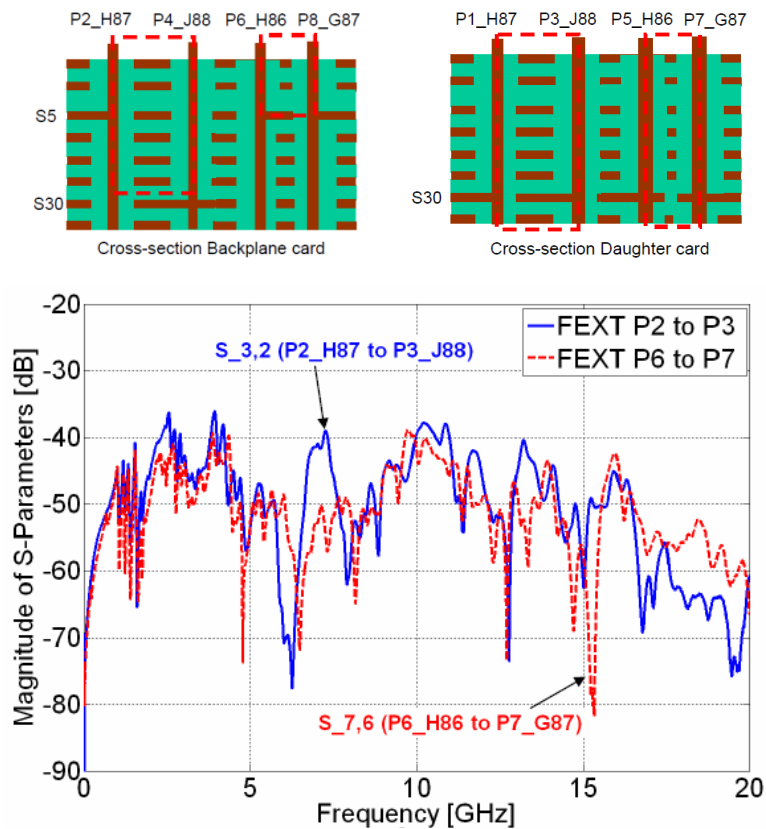 P2_H87 P4_J88 P6_H86 P8_G87
P1_H87 P3_J88 P5_H86 P7_G87
S5
S30
S30
Cross-section Backplane card
Cross-section Daughter card
-20
-30
-40
-50
-60
-70
-80
-90
Magnitude of S-Parameters [dB]
FEXT P2 to P3
FEXT P6 to P7
S_3,2 (P2_H87 to P3_J88)
S_7,6 (P6_H86 to P7_G87)
0 5 10 15 20
Frequency [GHz]